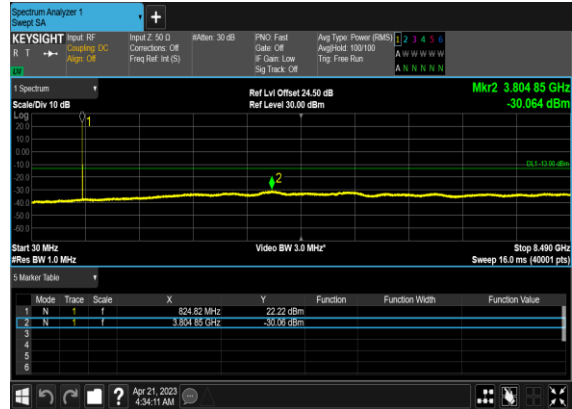 Spectrum Analyzer 1
Swept SA
+
KEYSIGHT Input: RF Input Z: 50 Ω #Atten: 30 dB PNO: Fast Avg Type: Power (RMS) 1 2 3 4 5 6
R T Coupling: DC Corrections: Off Gate: Off Avg|Hold: 100/100 A W W W W W
Align: Off Freq Ref: Int (S) IF Gain: Low Trig: Free Run
LW Sig Track: Off A N N N N N
1 Spectrum Ref Lvl Offset 24.50 dB Mkr2 3.804 85 GHz
Scale/Div 10 dB Ref Level 30.00 dBm -30.064 dBm
Log
1
20.0
10.0
0.00
-10.0 DL1 -13.00 dBm
-20.0 2
-30.0
-40.0
-50.0
-60.0
Start 30 MHz Video BW 3.0 MHz* Stop 8.490 GHz
#Res BW 1.0 MHz Sweep 16.0 ms (40001 pts)
5 Marker Table
Mode Trace Scale X Y Function Function Width Function Value
1 N 1 f 824.82 MHz 22.22 dBm
2 N 1 f 3.804 85 GHz -30.06 dBm
3
4
5
6
? Apr 21, 2023
4:34:11 AM